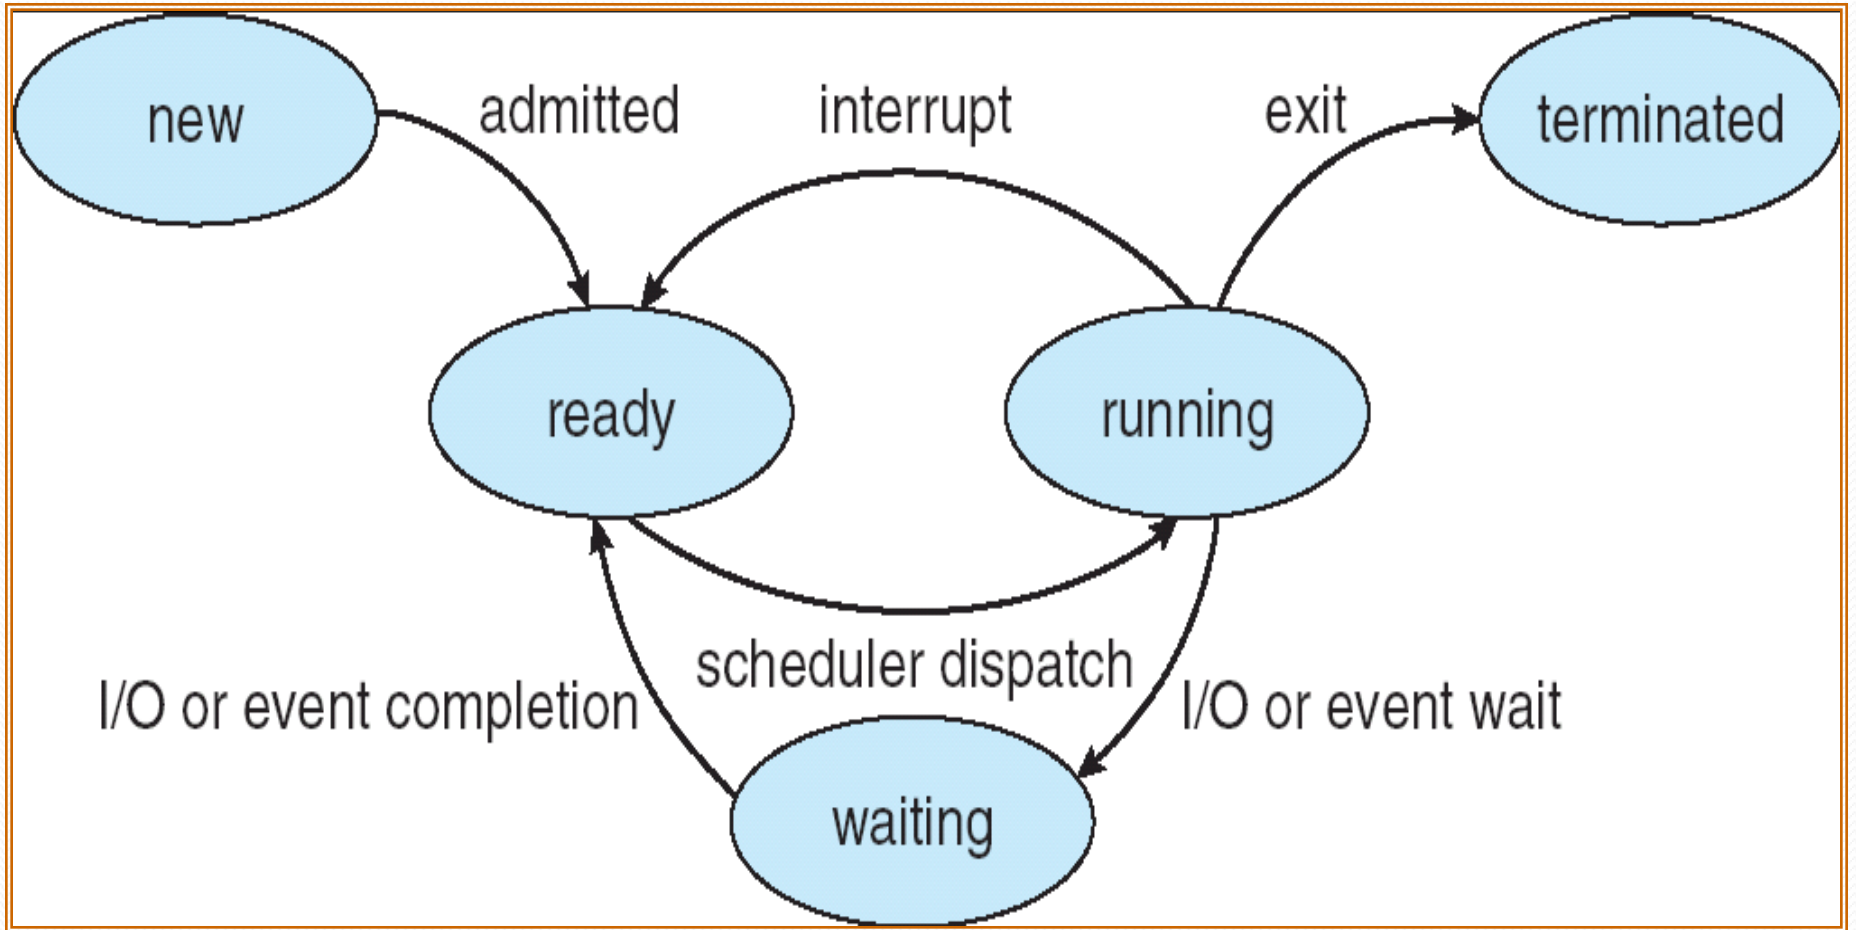 new
admitted
interrupt
exit
terminated
ready
running
scheduler dispatch
I/O or event completion
I/O or event wait
waiting